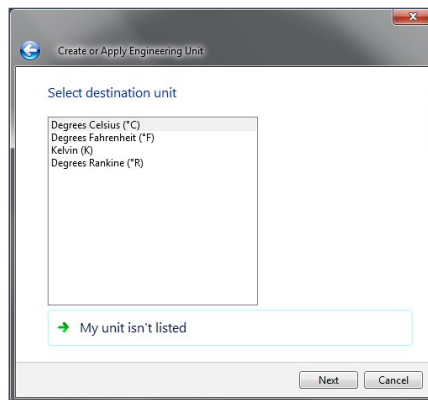 Create or Apply Engineering Unit
Select destination unit
Degrees Celsius (°C)
Degrees Fahrenheit (°F)
Kelvin (K)
Degrees Rankine (°R)
My unit isn't listed
Next Cancel